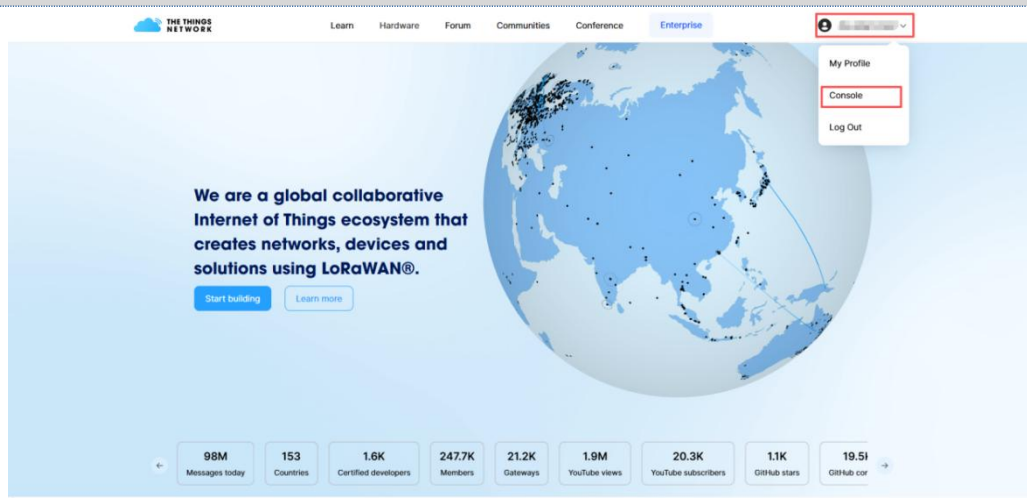 THE THINGS
NETWORK
Learn
Hardware
Forum
Communities
Conference
Enterprise
My Profile
Console
Log Out
We are a global collaborative
Internet of Things ecosystem that
creates networks, devices and
solutions using LoRaWAN®.
Start building
Learn more
98M
Messages today
153
Countries
1.6K
Certified developers
247.7K
Members
21.2K
Gateways
1.9M
YouTube views
20.3K
YouTube subscribers
1.1K
GitHub stars
GitHub